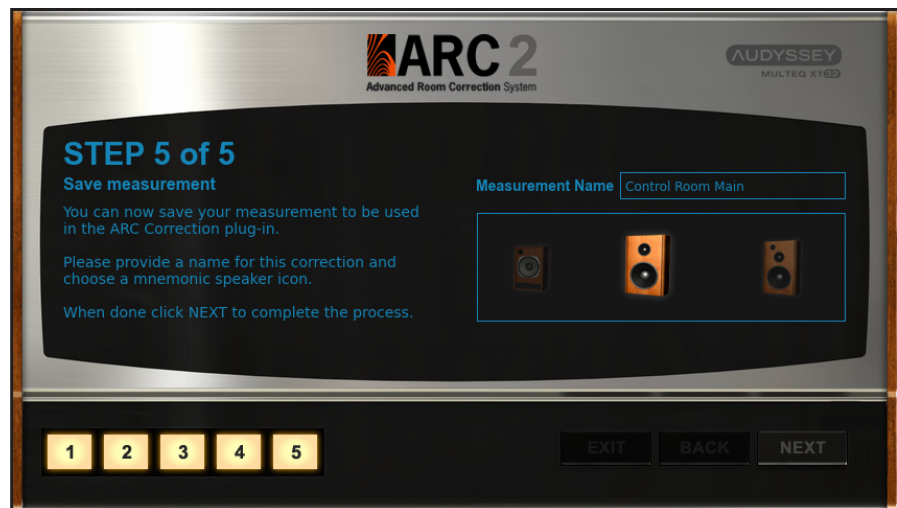 ARC 2
Advanced Room Correction System
AUDYSSEY
MULTEQ XT32
STEP 5 of 5
Save measurement
You can now save your measurement to be used
in the ARC Correction plug-in.
Please provide a name for this correction and
choose a mnemonic speaker icon.
When done click NEXT to complete the process.
Measurement Name Control Room Main
1 2 3 4 5
EXIT BACK NEXT